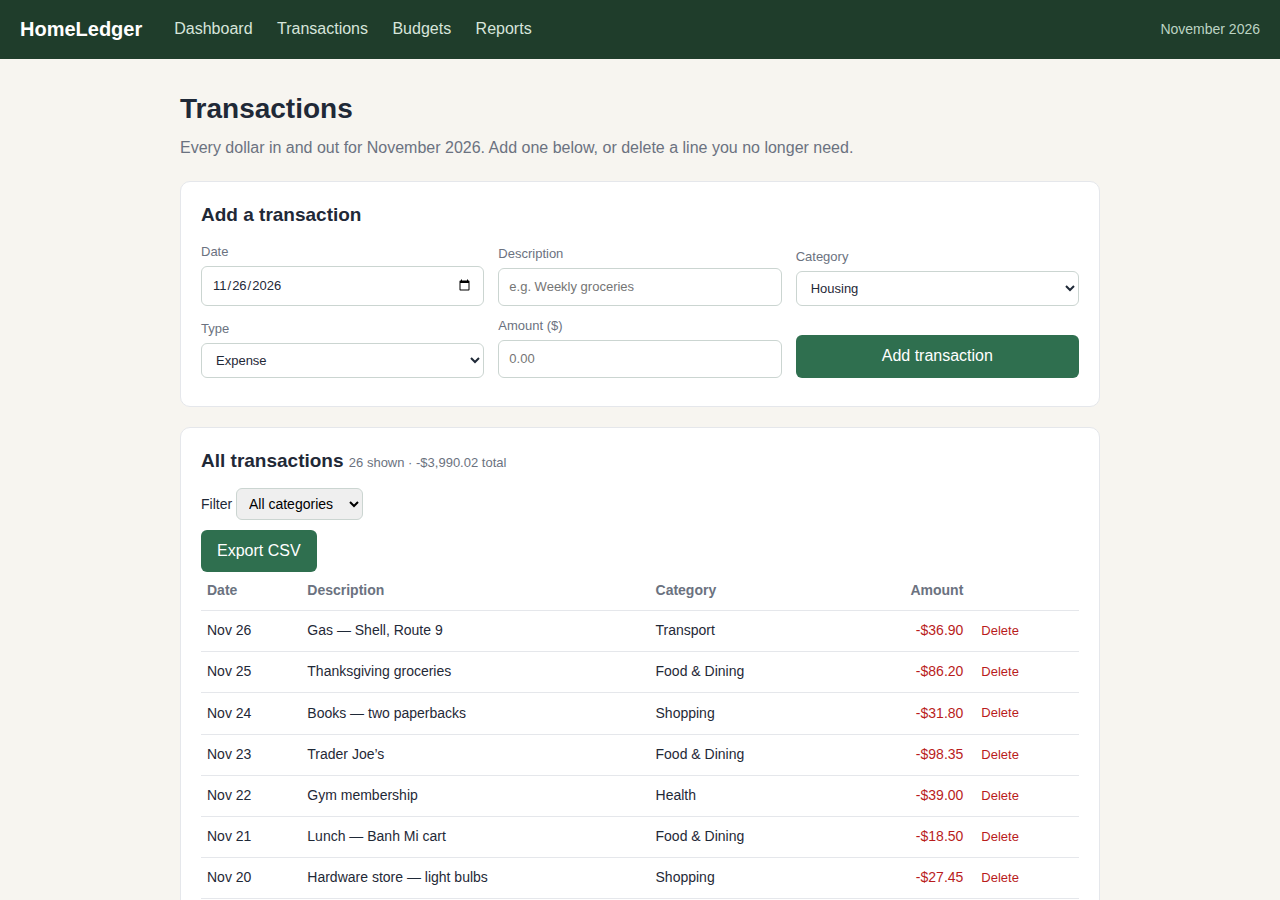 HomeLedger Dashboard Transactions Budgets Reports November 2026
Transactions
Every dollar in and out for November 2026. Add one below, or delete a line you no longer need.
Add a transaction
Date Description Category
11/26/2026 e.g. Weekly groceries Housing
Type Amount ($)
Expense 0.00 Add transaction
All transactions 26 shown · -$3,990.02 total
Filter All categories
Export CSV
Date Description Category Amount
Nov 26 Gas — Shell, Route 9 Transport -$36.90 Delete
Nov 25 Thanksgiving groceries Food & Dining -$86.20 Delete
Nov 24 Books — two paperbacks Shopping -$31.80 Delete
Nov 23 Trader Joe’s Food & Dining -$98.35 Delete
Nov 22 Gym membership Health -$39.00 Delete
Nov 21 Lunch — Banh Mi cart Food & Dining -$18.50 Delete
Nov 20 Hardware store — light bulbs Shopping -$27.45 Delete